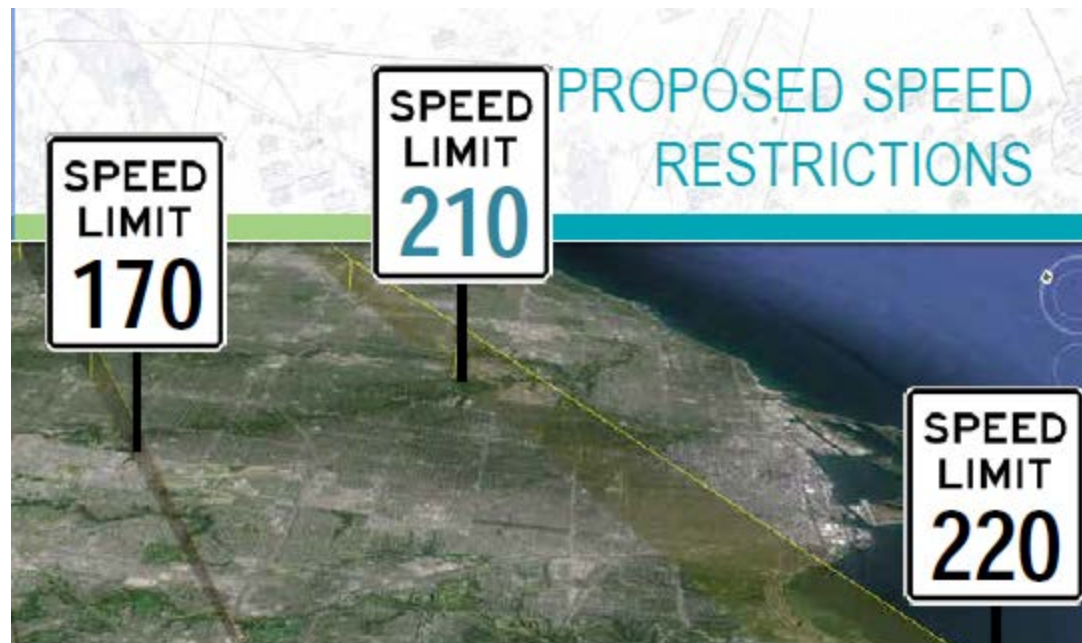 PROPOSED SPEED
RESTRICTIONS
SPEED
LIMIT
170
SPEED
LIMIT
210
SPEED
LIMIT
220